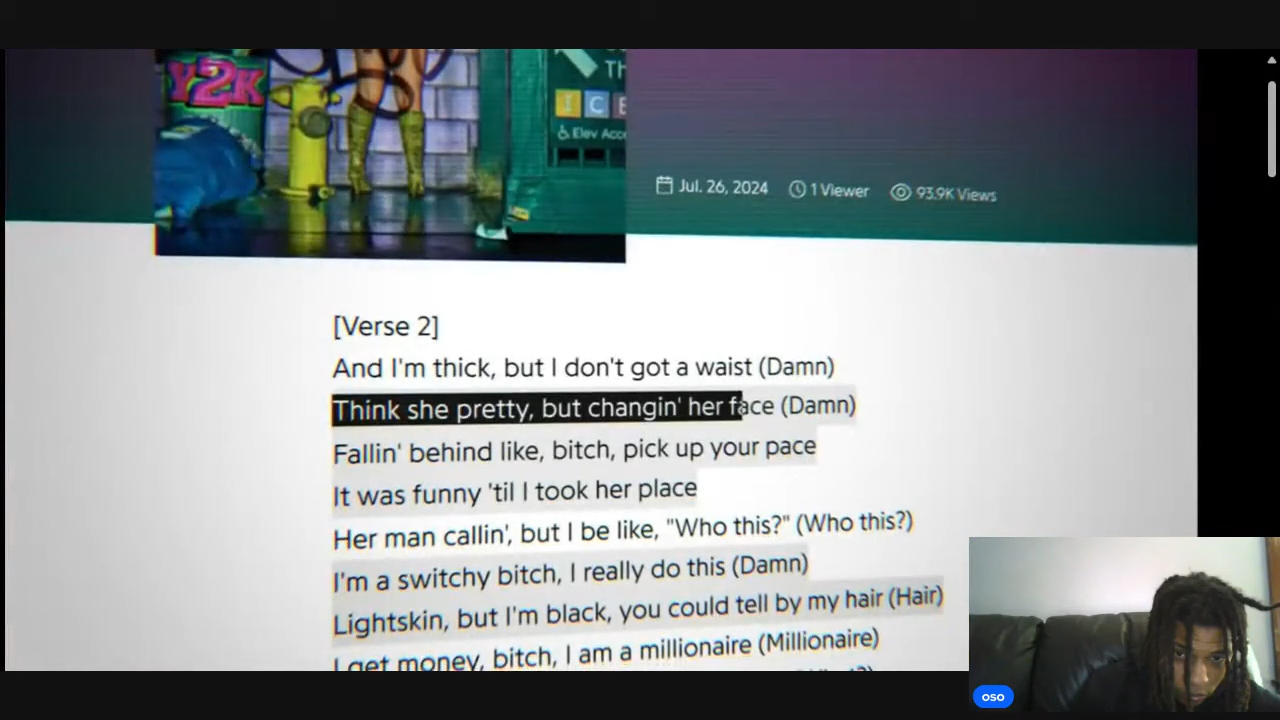 Y2K
TH
I C E
Elev Acc
Jul. 26, 2024 1 Viewer 93.9K Views
[Verse 2]
And I'm thick, but I don't got a waist (Damn)
Think she pretty, but changin' her face (Damn)
Fallin' behind like, bitch, pick up your pace
It was funny 'til I took her place
Her man callin', but I be like, "Who this?" (Who this?)
I'm a switchy bitch, I really do this (Damn)
Lightskin, but I'm black, you could tell by my hair (Hair)
I get money, bitch, I am a millionaire (Millionaire)
oso